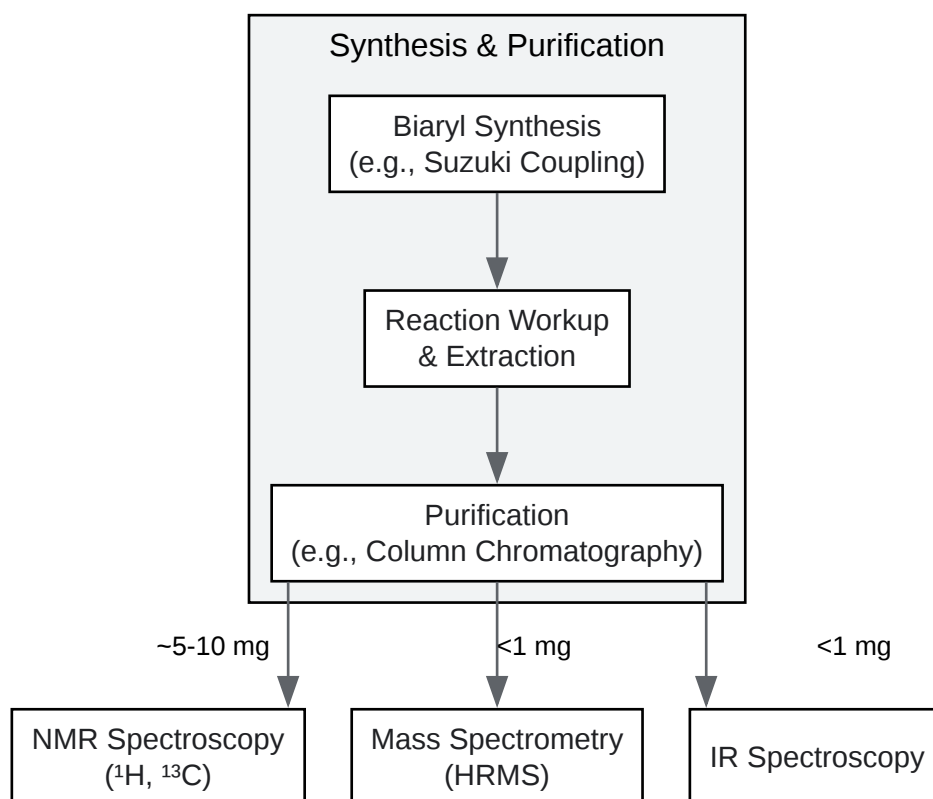 Synthesis & Purification
Biaryl Synthesis
(e.g., Suzuki Coupling)
Reaction Workup
& Extraction
Purification
(e.g., Column Chromatography)
~5-10 mg
<1 mg
<1 mg
NMR Spectroscopy
(¹H, ¹³C)
Mass Spectrometry
(HRMS)
IR Spectroscopy